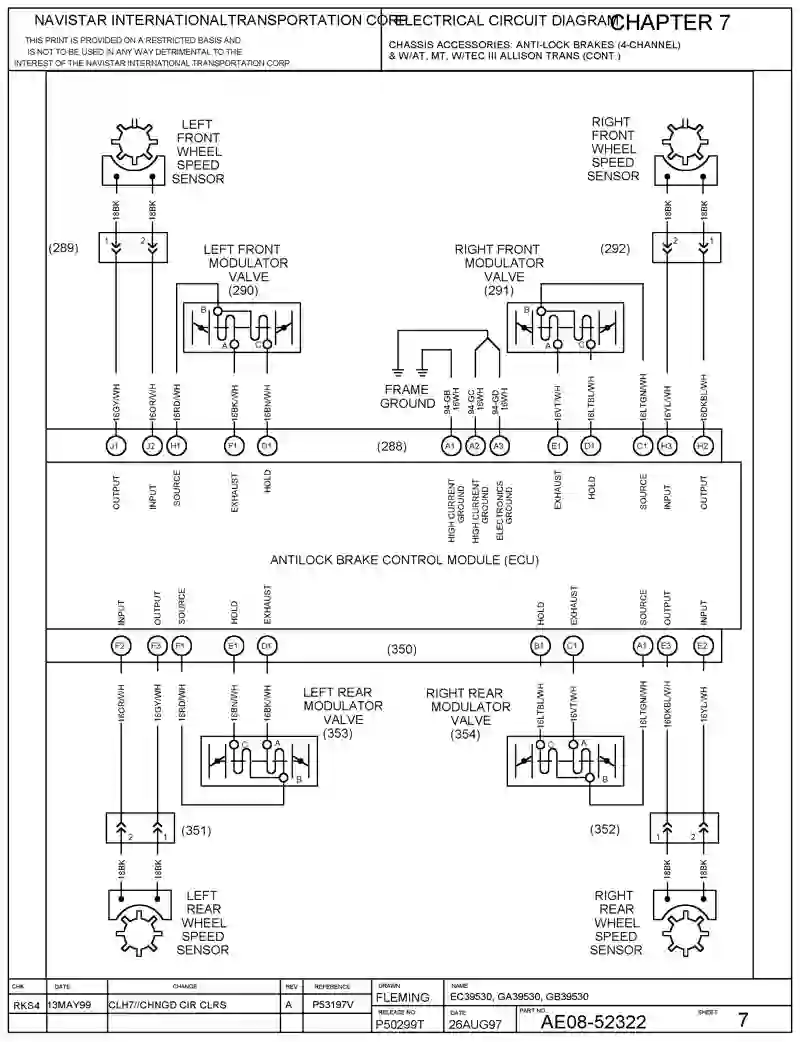 NAVISTAR INTERNATIONALTRANSPORTATION CORP.
ELECTRICAL CIRCUIT DIAGRAM
CHAPTER 7
THIS PRINT IS PROVIDED ON A RESTRICTED BASIS AND
IS NOT TO BE USED IN ANY WAY DETRIMENTAL TO THE
INTEREST OF THE NAVISTAR INTERNATIONAL TRANSPORTATION CORP
CHASSIS ACCESSORIES: ANTI-LOCK BRAKES (4-CHANNEL)
& W/AT, MT, W/TEC III ALLISON TRANS (CONT.)
LEFT
FRONT
WHEEL
SPEED
SENSOR
RIGHT
FRONT
WHEEL
SPEED
SENSOR
18BK
18BK
18BK
18BK
(289)
1
2
LEFT FRONT
MODULATOR
VALVE
(290)
RIGHT FRONT
MODULATOR
VALVE
(291)
(292)
2
1
B
A
C
B
A
C
FRAME
GROUND
16GY/WH
16OR/WH
16RD/WH
16BK/WH
16BN/WH
94-GB
16WH
94-GC
16WH
94-GD
16WH
16VT/WH
16LTBL/WH
16LTGN/WH
16YL/WH
16DKBL/WH
J1
J2
H1
F1
D1
(288)
A1
A2
A3
E1
D1
C1
H3
H2
OUTPUT
INPUT
SOURCE
EXHAUST
HOLD
HIGH CURRENT
GROUND
HIGH CURRENT
GROUND
ELECTRONICS
GROUND
EXHAUST
HOLD
SOURCE
INPUT
OUTPUT
ANTILOCK BRAKE CONTROL MODULE (ECU)
INPUT
OUTPUT
SOURCE
HOLD
EXHAUST
HOLD
EXHAUST
SOURCE
OUTPUT
INPUT
F2
F3
F1
E1
D1
(350)
B1
C1
A1
E3
E2
16OR/WH
16GY/WH
16RD/WH
16BN/WH
16BK/WH
LEFT REAR
MODULATOR
VALVE
(353)
RIGHT REAR
MODULATOR
VALVE
(354)
16LTBL/WH
16VT/WH
16LTGN/WH
16DKBL/WH
16YL/WH
C
A
B
C
A
B
2
1
(351)
(352)
1
2
18BK
18BK
18BK
18BK
LEFT
REAR
WHEEL
SPEED
SENSOR
RIGHT
REAR
WHEEL
SPEED
SENSOR
CHK
DATE
CHANGE
REV
REFERENCE
DRAWN
NAME
RKS4
13MAY99
CLH7//CHNGD CIR CLRS
A
P53197V
FLEMING
EC39530, GA39530, GB39530
RELEASE NO
P50299T
DATE
26AUG97
PART NO.
AE08-52322
SHEET
7